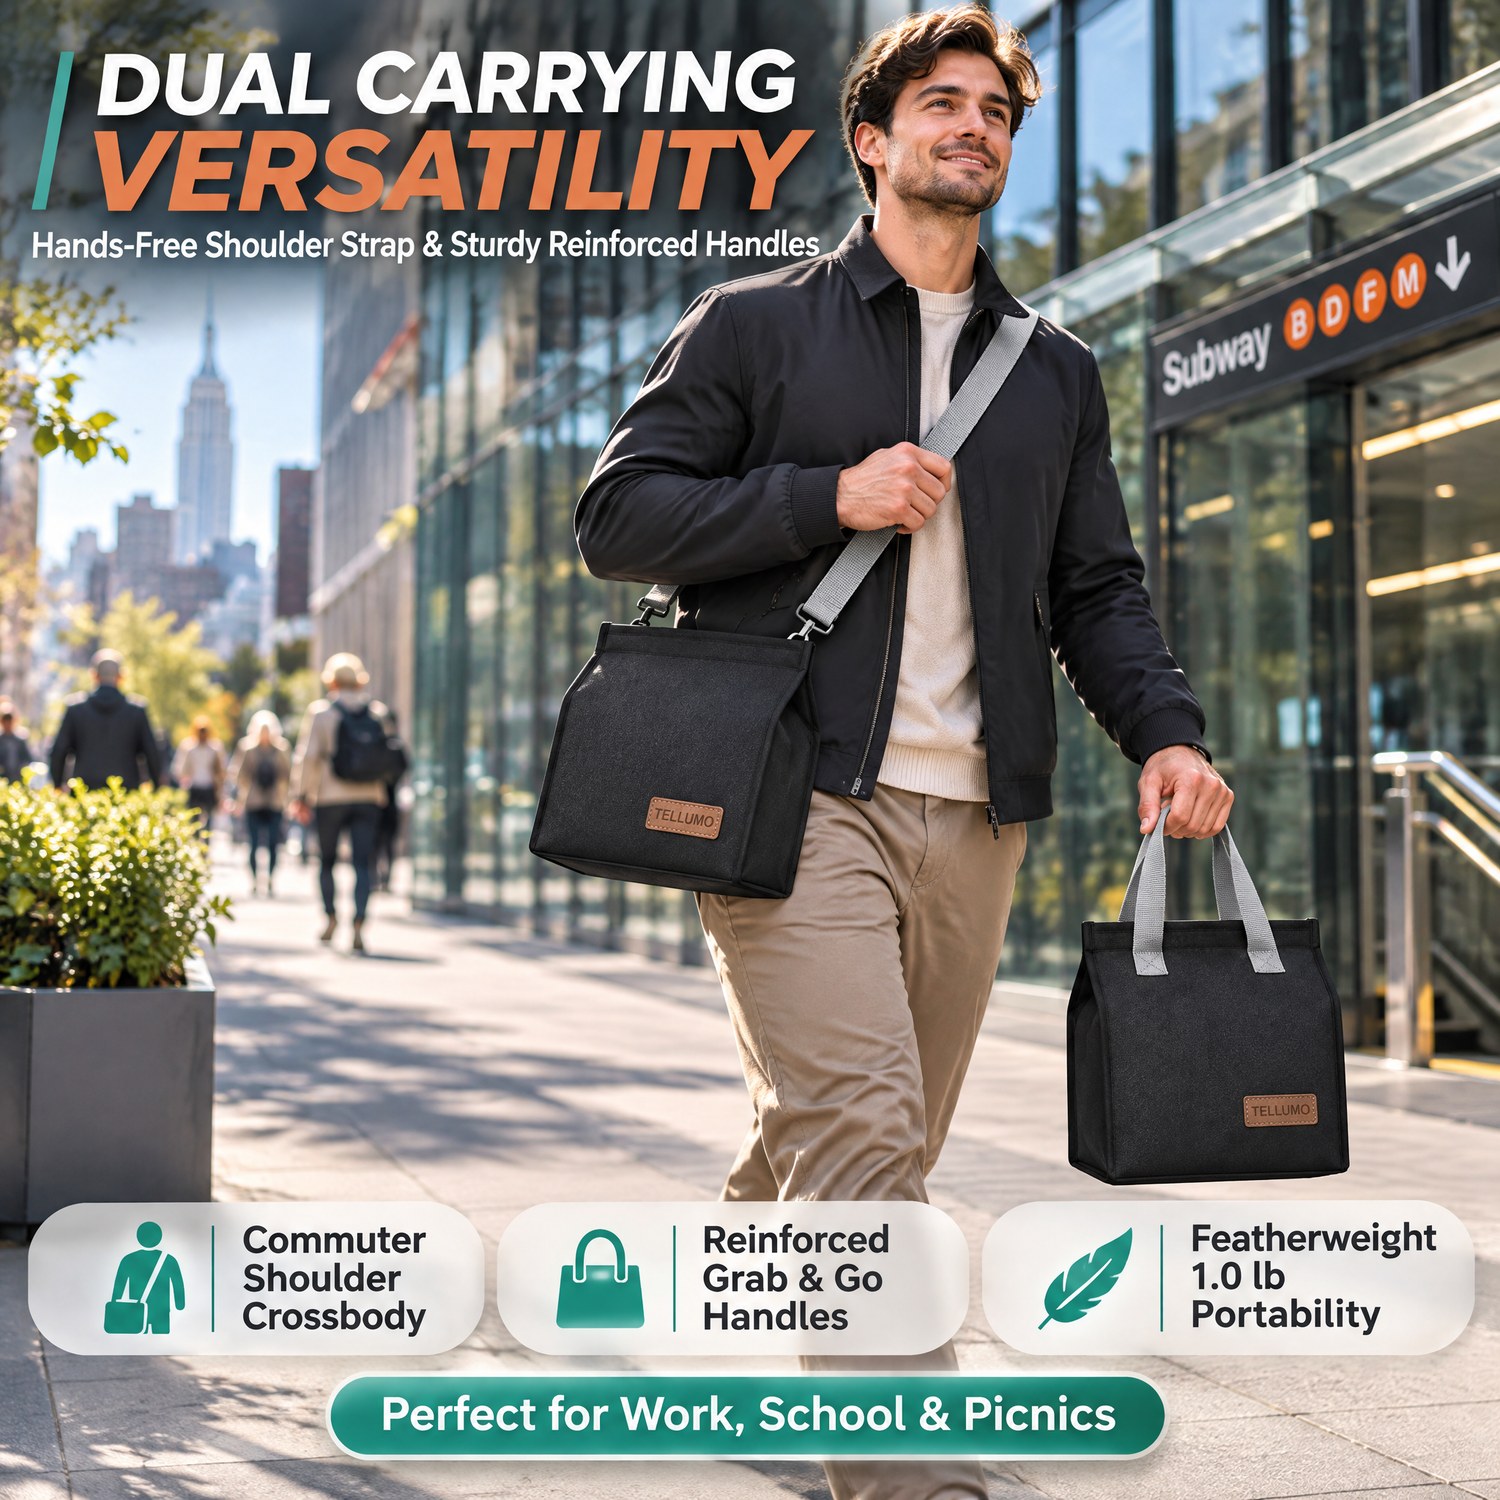 DUAL CARRYING
VERSATILITY
Hands-Free Shoulder Strap & Sturdy Reinforced Handles
Subway B D F M
TELLUMO
TELLUMO
Commuter
Shoulder
Crossbody
Reinforced
Grab & Go
Handles
Featherweight
1.0 lb
Portability
Perfect for Work, School & Picnics